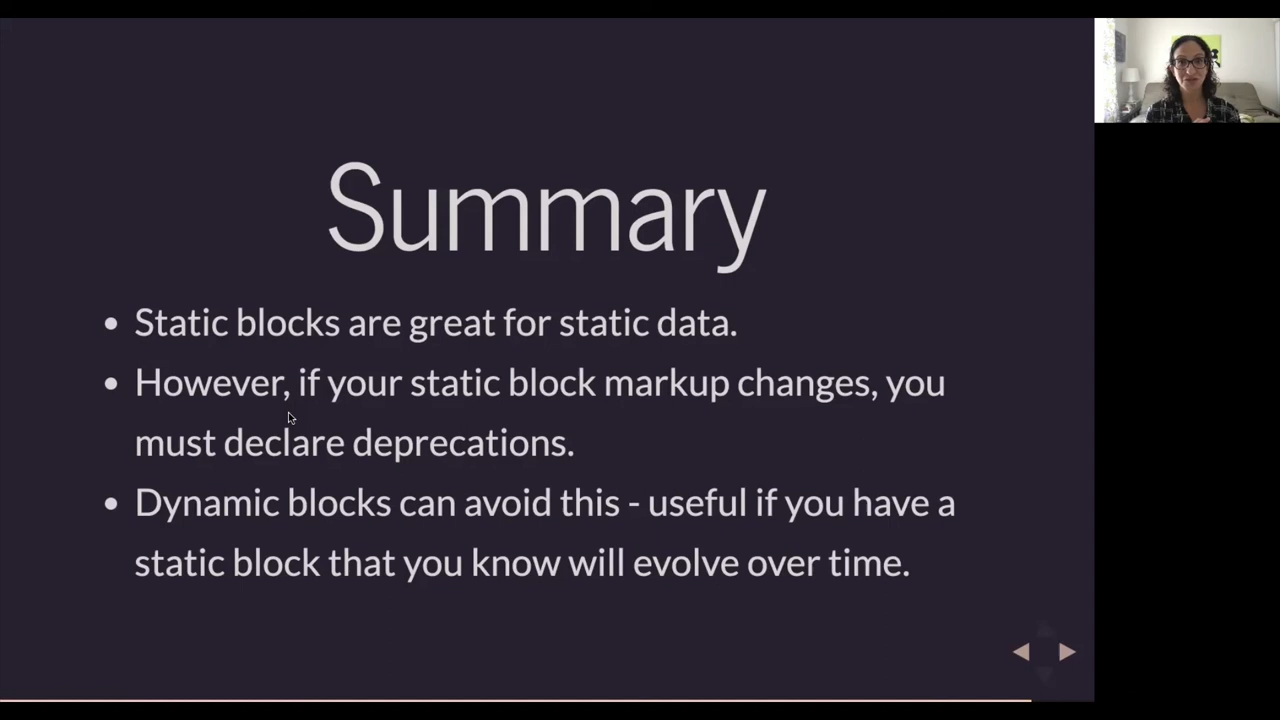 Summary
• Static blocks are great for static data.
• However, if your static block markup changes, you
must declare deprecations.
• Dynamic blocks can avoid this - useful if you have a
static block that you know will evolve over time.